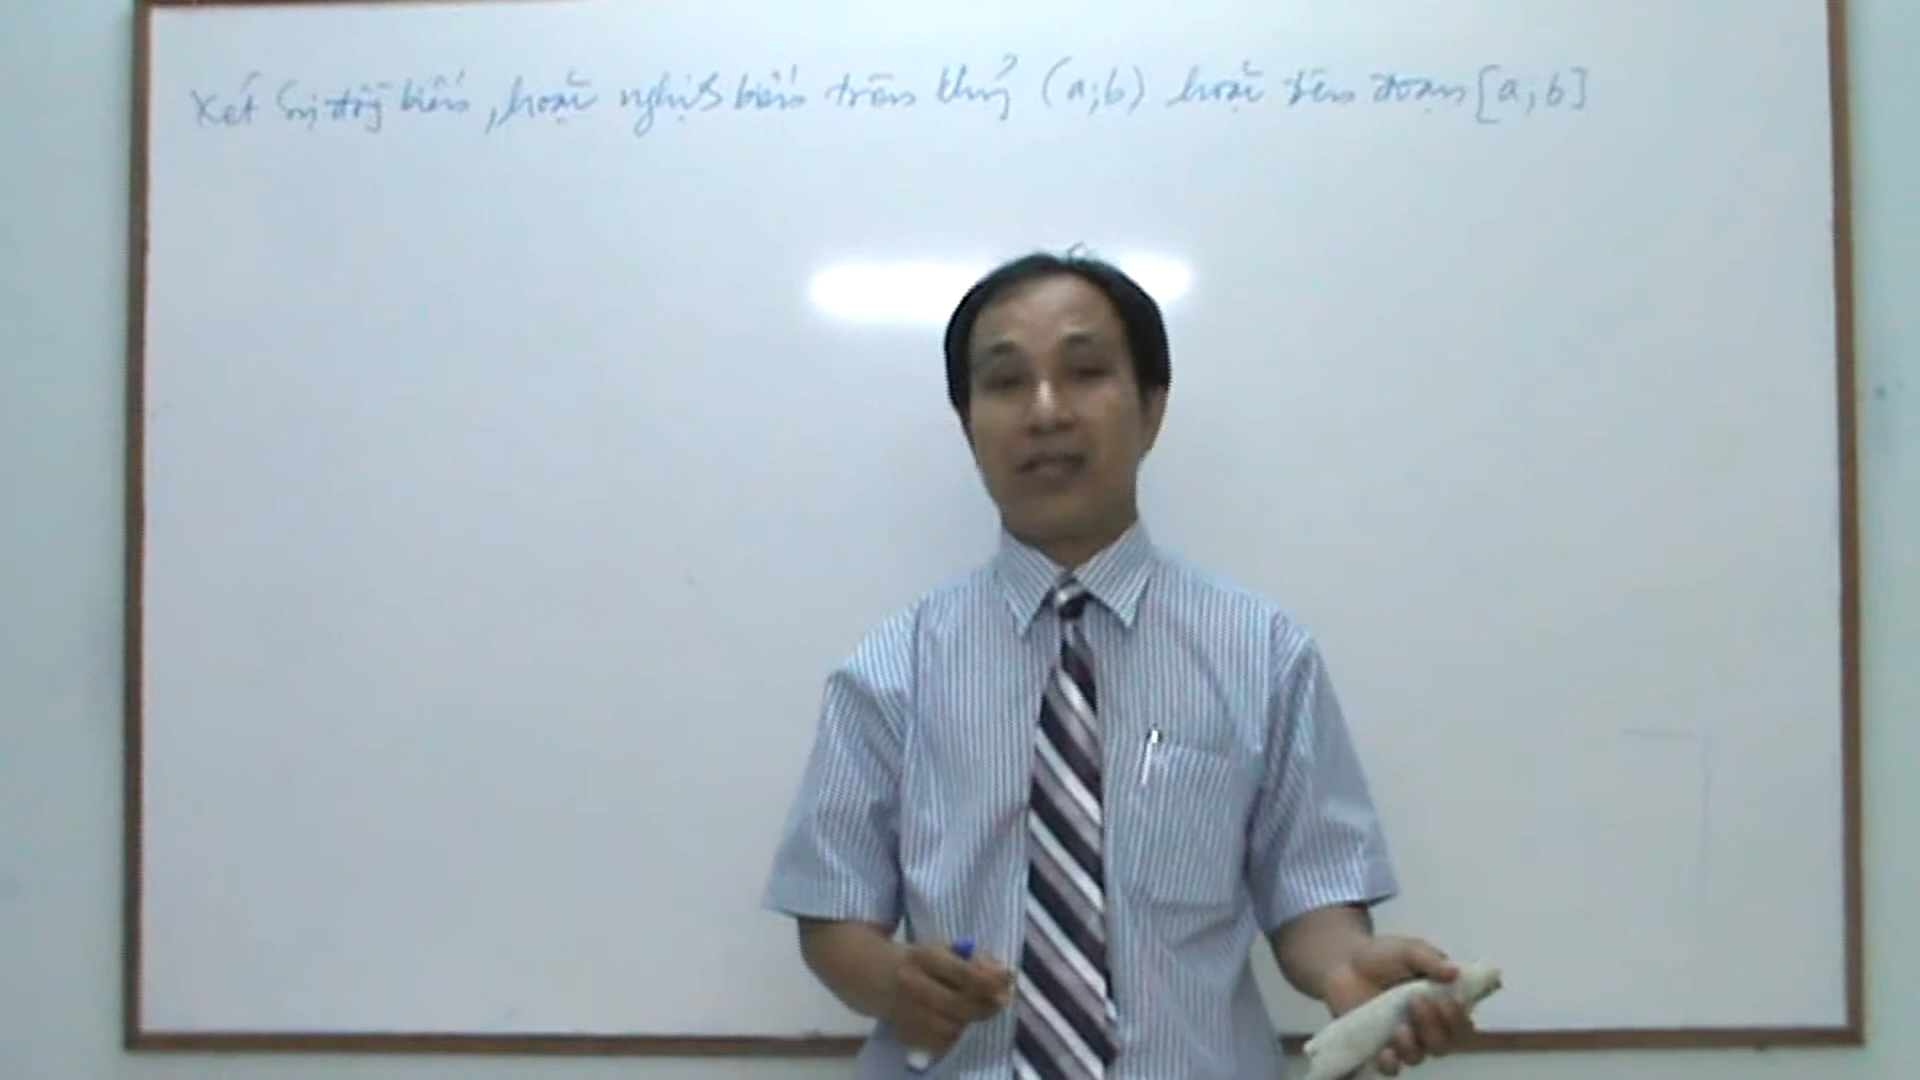 Xét sự đồng biến, hoặc nghịch biến trên khoảng (a;b) hoặc trên đoạn [a;b]